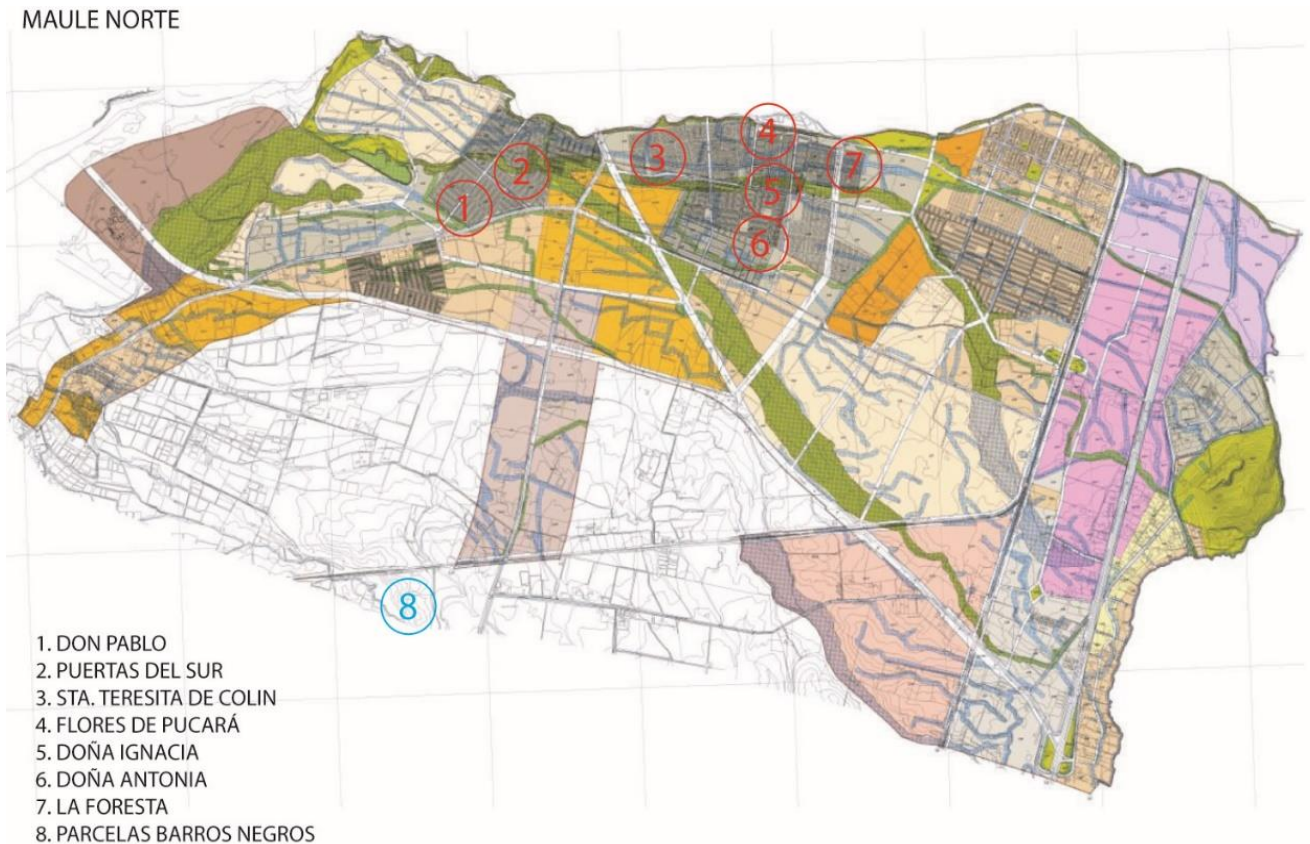 MAULE NORTE
4
3
7
2
5
1
6
8
1. DON PABLO
2. PUERTAS DEL SUR
3. STA. TERESITA DE COLIN
4. FLORES DE PUCARÁ
5. DOÑA IGNACIA
6. DOÑA ANTONIA
7. LA FORESTA
8. PARCELAS BARROS NEGROS